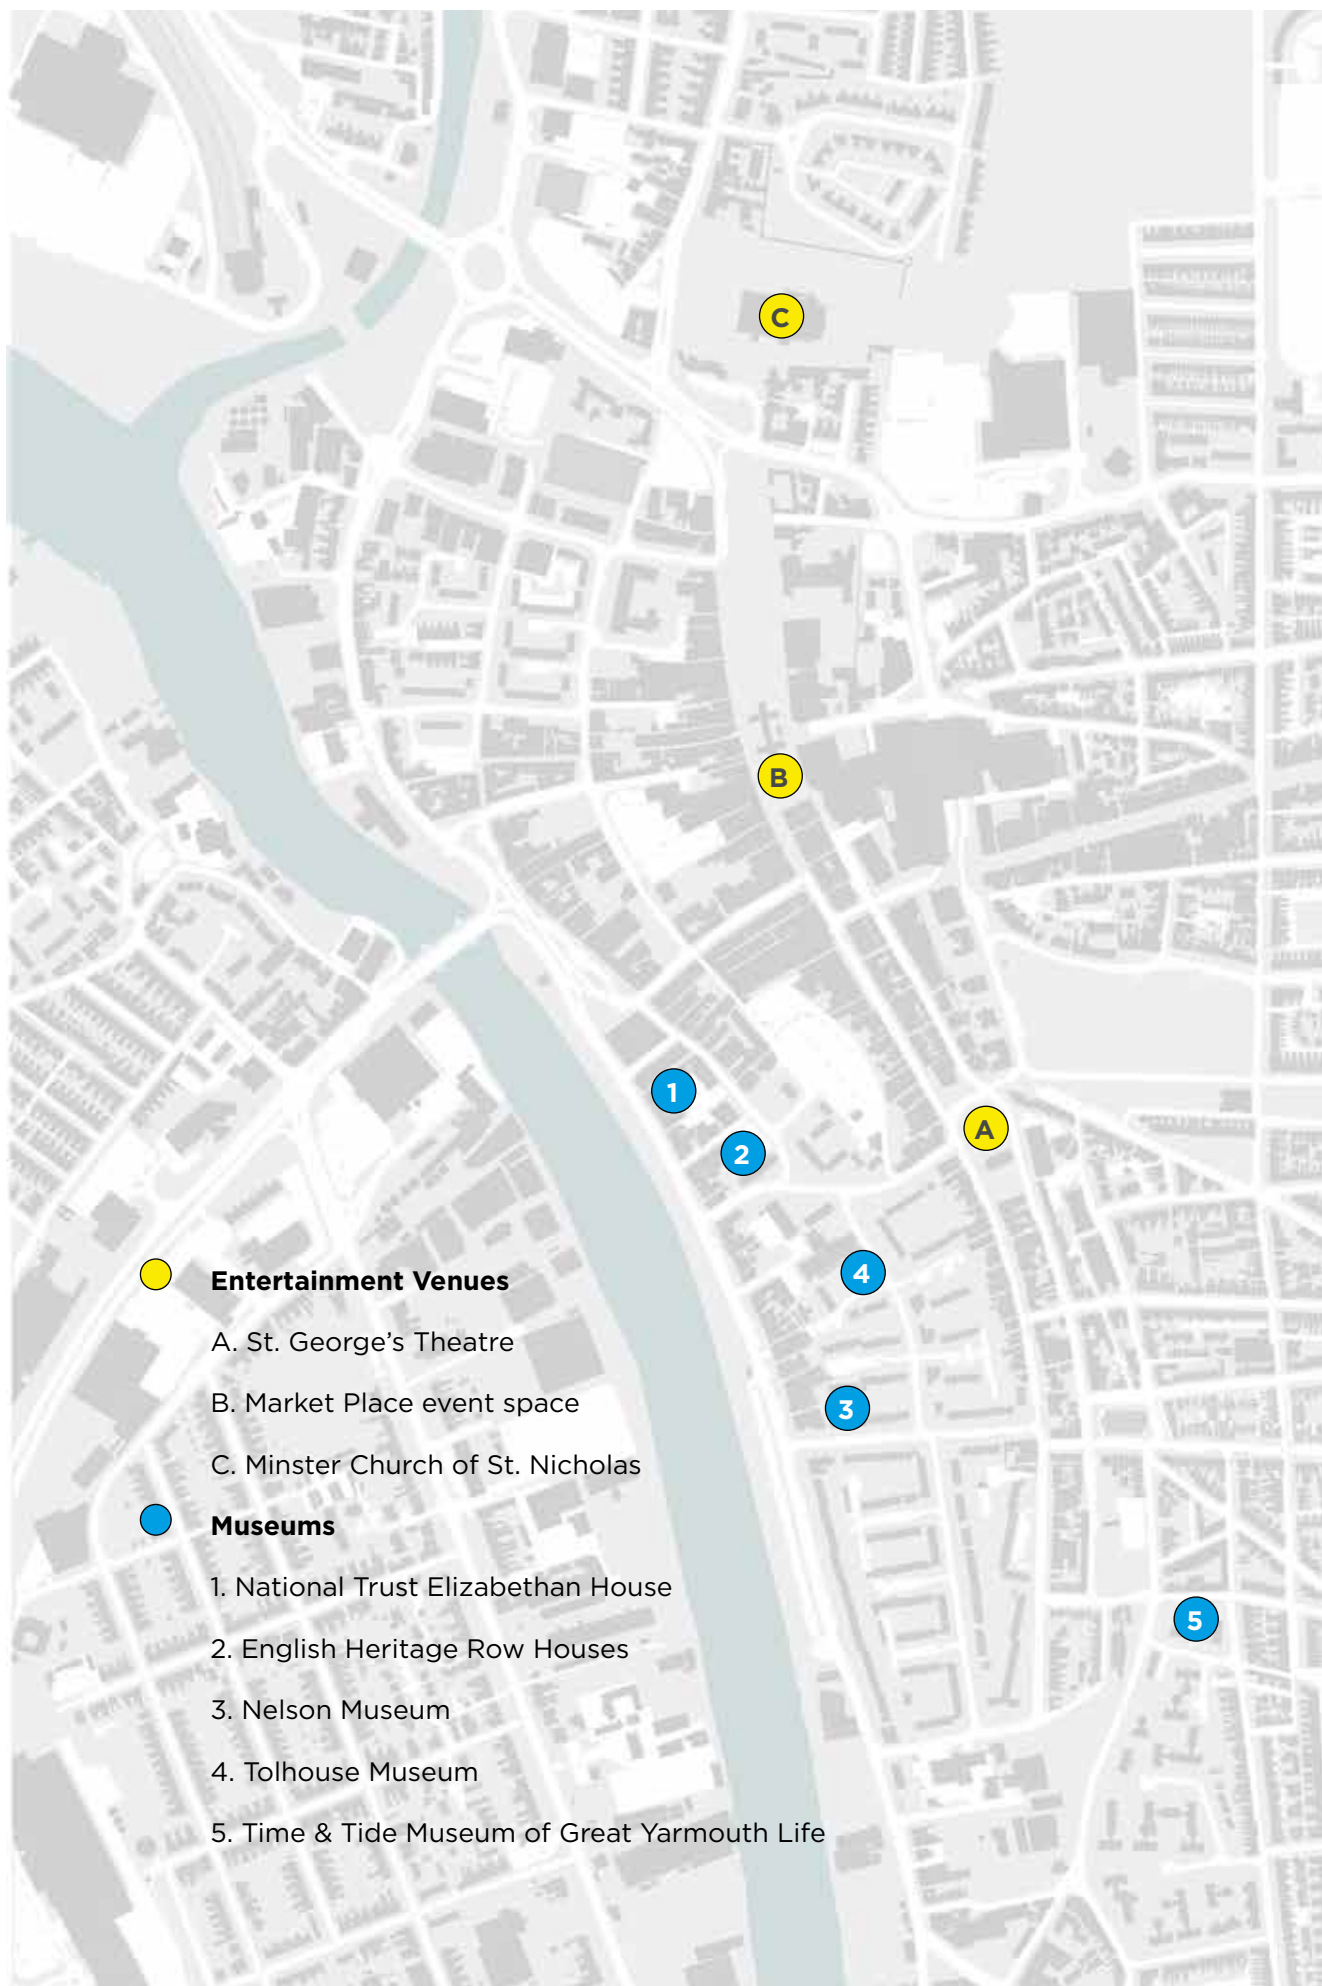 C
B
1
A
2
4
3
5
Entertainment Venues
A. St. George’s Theatre
B. Market Place event space
C. Minster Church of St. Nicholas
Museums
1. National Trust Elizabethan House
2. English Heritage Row Houses
3. Nelson Museum
4. Tolhouse Museum
5. Time & Tide Museum of Great Yarmouth Life